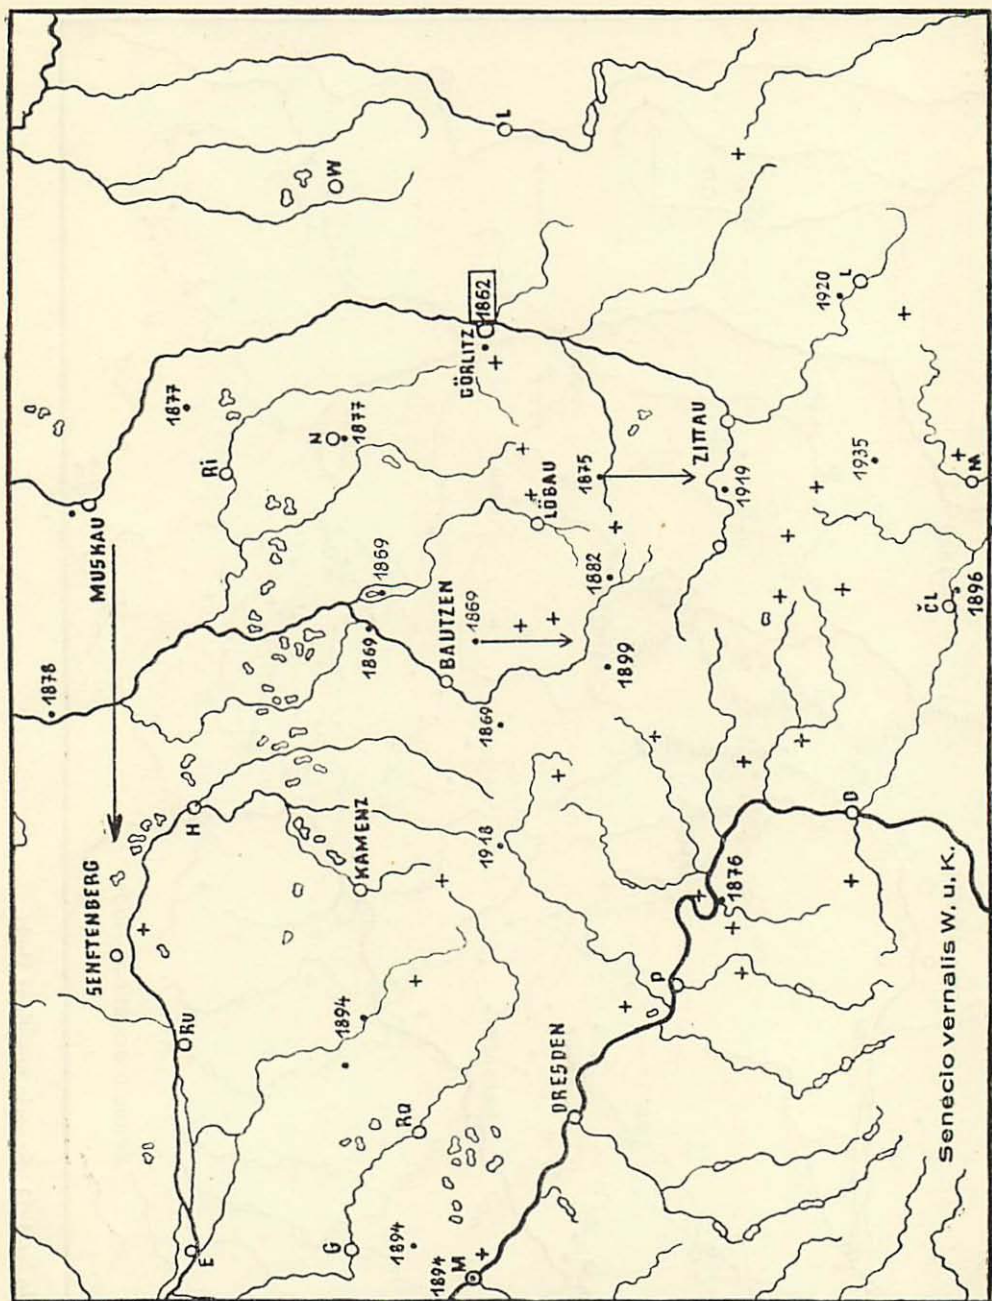 1878
SENFTENBERG
MUSKAU
1877
E
Ru
H
Ri
N
1877
W
G
1894
KAMENZ
1869
1869
1894
Ro
1894
M
BAUTZEN
1869
GÖRLITZ
1862
1918
1869
L
DRESDEN
LÖBAU
1875
1882
1899
P
ZITTAU
1876
1919
1920
L
D
1935
ČL
1896
M
Senecio vernalis W. u. K.